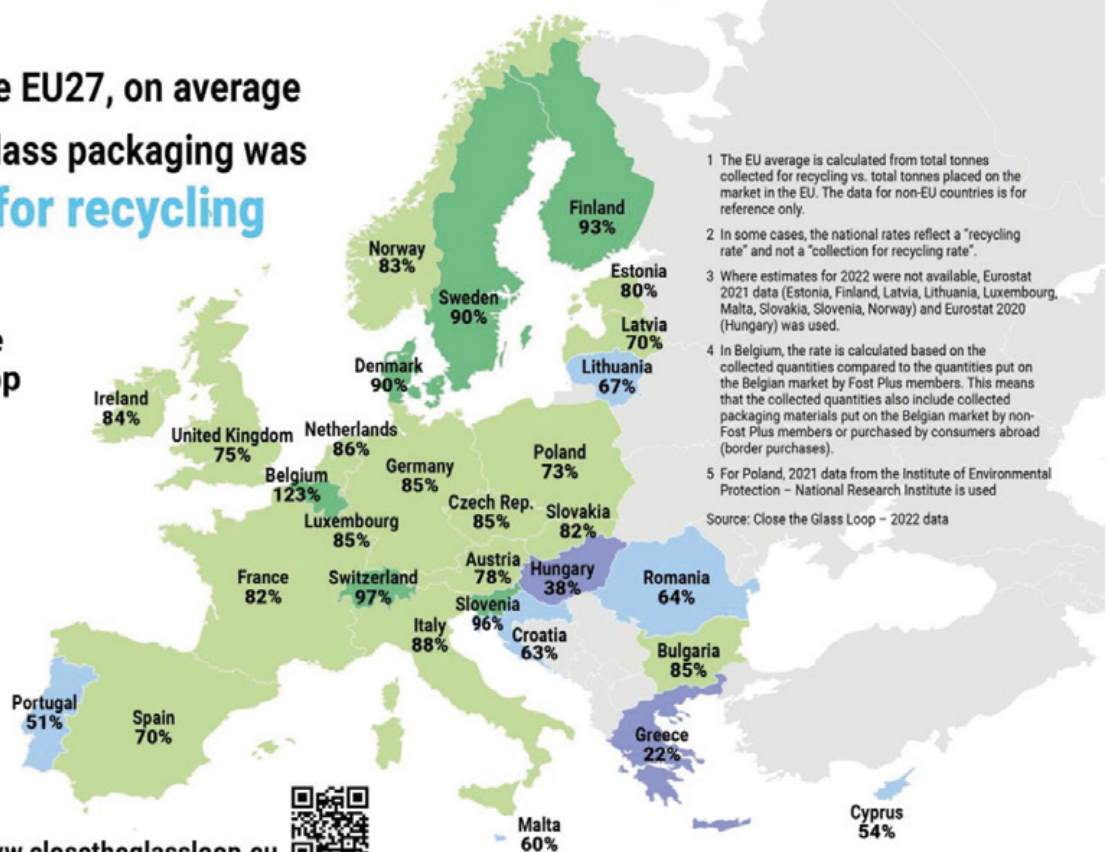 e EU27, on average
lass packaging was
for recycling
e
op
Norway
83%
Sweden
90%
Finland
93%
Estonia
80%
Latvia
70%
Lithuania
67%
Denmark
90%
Ireland
84%
United Kingdom
75%
Netherlands
86%
Belgium
123%
Germany
85%
Poland
73%
Luxembourg
85%
Czech Rep.
85%
Slovakia
82%
France
82%
Switzerland
97%
Austria
78%
Hungary
38%
Romania
64%
Slovenia
96%
Italy
88%
Croatia
63%
Bulgaria
85%
Portugal
51%
Spain
70%
Greece
22%
Malta
60%
Cyprus
54%
1 The EU average is calculated from total tonnes
collected for recycling vs. total tonnes placed on the
market in the EU. The data for non-EU countries is for
reference only.
2 In some cases, the national rates reflect a “recycling
rate” and not a “collection for recycling rate”.
3 Where estimates for 2022 were not available, Eurostat
2021 data (Estonia, Finland, Latvia, Lithuania, Luxembourg,
Malta, Slovakia, Slovenia, Norway) and Eurostat 2020
(Hungary) was used.
4 In Belgium, the rate is calculated based on the
collected quantities compared to the quantities put on
the Belgian market by Fost Plus members. This means
that the collected quantities also include collected
packaging materials put on the Belgian market by non-
Fost Plus members or purchased by consumers abroad
(border purchases).
5 For Poland, 2021 data from the Institute of Environmental
Protection – National Research Institute is used
Source: Close the Glass Loop – 2022 data
ww.closetheglassloop.eu